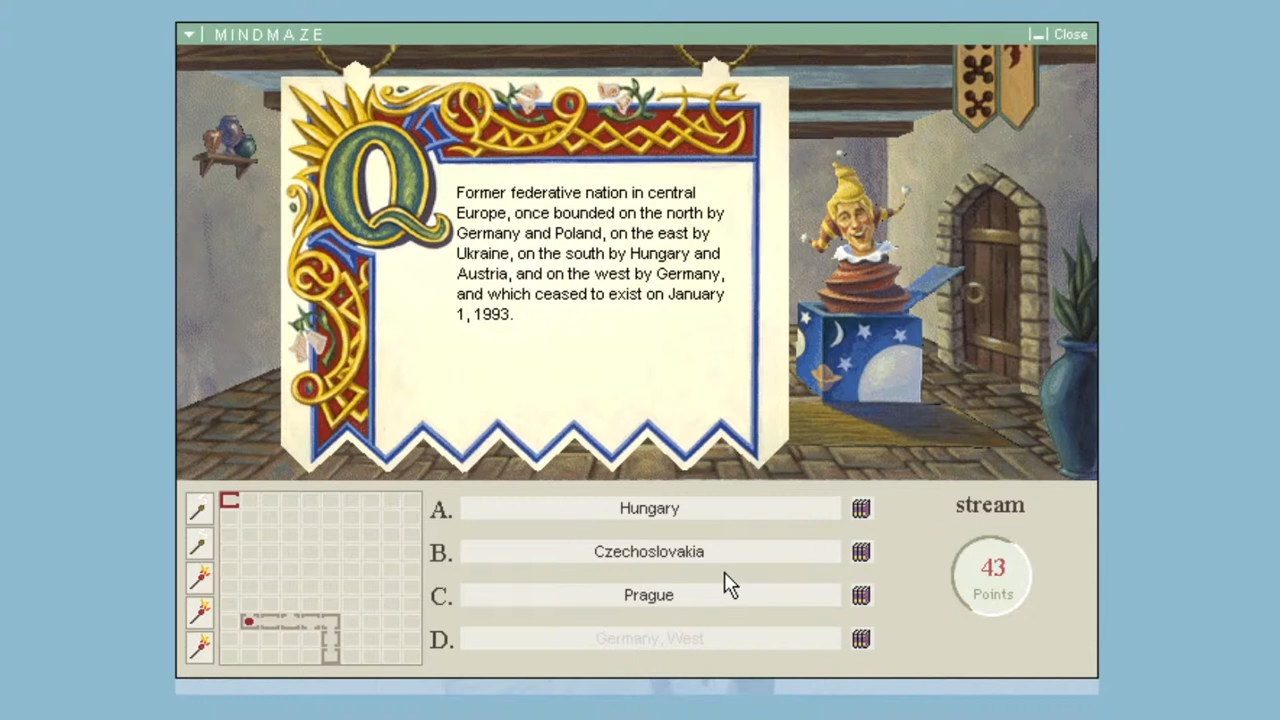 MINDMAZE
Close
Q
Former federative nation in central
Europe, once bounded on the north by
Germany and Poland, on the east by
Ukraine, on the south by Hungary and
Austria, and on the west by Germany,
and which ceased to exist on January
1, 1993.
A. Hungary
B. Czechoslovakia
C. Prague
D. Germany, West
stream
43
Points